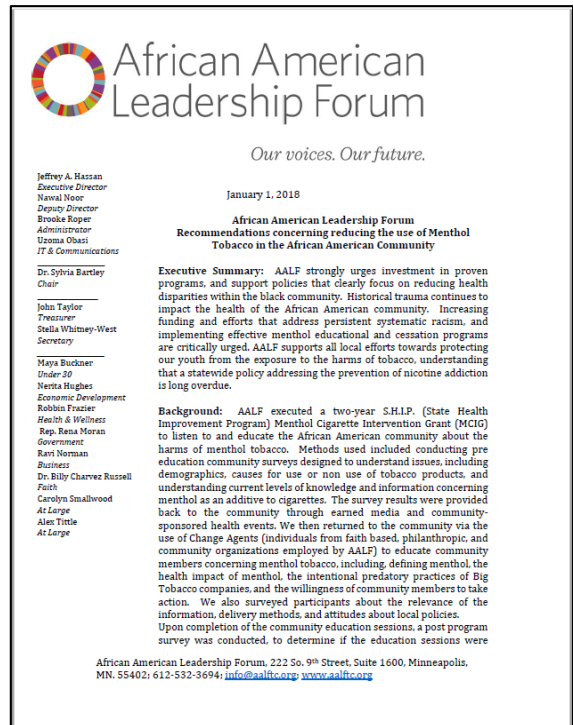 African American
Leadership Forum
Our voices. Our future.
Jeffrey A. Hassan
Executive Director
Nawal Noor
Deputy Director
Brooke Roper
Administrator
Uzoma Obasi
IT & Communications
Dr. Sylvia Bartley
Chair
John Taylor
Treasurer
Stella Whitney-West
Secretary
Maya Buckner
Under 30
Nerita Hughes
Economic Development
Robbin Frazier
Health & Wellness
Rep. Rena Moran
Government
Ravi Norman
Business
Dr. Billy Charvez Russell
Faith
Carolyn Smallwood
At Large
Alex Tittle
At Large
January 1, 2018
African American Leadership Forum
Recommendations concerning reducing the use of Menthol
Tobacco in the African American Community
Executive Summary: AALF strongly urges investment in proven
programs, and support policies that clearly focus on reducing health
disparities within the black community. Historical trauma continues to
impact the health of the African American community. Increasing
funding and efforts that address persistent systematic racism, and
implementing effective menthol educational and cessation programs
are critically urged. AALF supports all local efforts towards protecting
our youth from the exposure to the harms of tobacco, understanding
that a statewide policy addressing the prevention of nicotine addiction
is long overdue.
Background: AALF executed a two-year S.H.I.P. (State Health
Improvement Program) Menthol Cigarette Intervention Grant (MCIG)
to listen to and educate the African American community about the
harms of menthol tobacco. Methods used included conducting pre
education community surveys designed to understand issues, including
demographics, causes for use or non use of tobacco products, and
understanding current levels of knowledge and information concerning
menthol as an additive to cigarettes. The survey results were provided
back to the community through earned media and community-
sponsored health events. We then returned to the community via the
use of Change Agents (individuals from faith based, philanthropic, and
community organizations employed by AALF) to educate community
members concerning menthol tobacco, including, defining menthol, the
health impact of menthol, the intentional predatory practices of Big
Tobacco companies, and the willingness of community members to take
action. We also surveyed participants about the relevance of the
information, delivery methods, and attitudes about local policies.
Upon completion of the community education sessions, a post program
survey was conducted, to determine if the education sessions were
African American Leadership Forum, 222 So. 9th Street, Suite 1600, Minneapolis,
MN. 55402; 612-532-3694; info@aalftc.org; www.aalftc.org